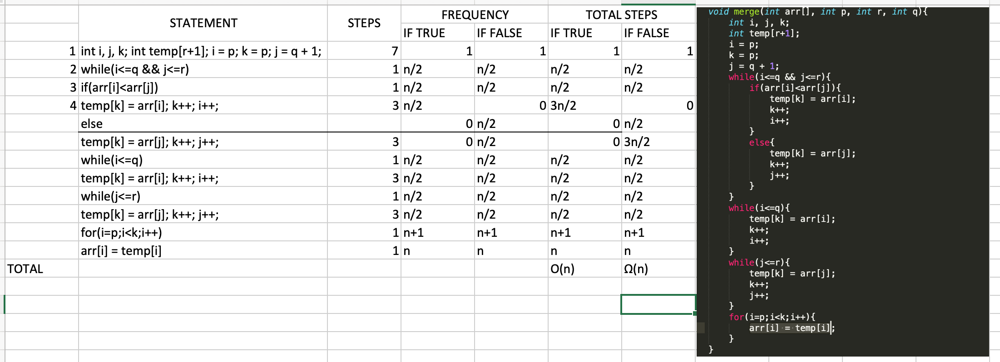 FREQUENCY TOTAL STEPS
STATEMENT STEPS
IF TRUE IF FALSE IF TRUE IF FALSE
1 int i, j, k; int temp[r+1]; i = p; k = p; j = q + 1; 7 1 1 1 1
2 while(i<=q && j<=r) 1 n/2 n/2 n/2 n/2
3 if(arr[i]<arr[j]) 1 n/2 n/2 n/2 n/2
4 temp[k] = arr[i]; k++; i++; 3 n/2 0 3n/2 0
else 0 n/2 0 n/2
temp[k] = arr[j]; k++; j++; 3 0 n/2 0 3n/2
while(i<=q) 1 n/2 n/2 n/2 n/2
temp[k] = arr[i]; k++; i++; 3 n/2 n/2 n/2 n/2
while(j<=r) 1 n/2 n/2 n/2 n/2
temp[k] = arr[j]; k++; j++; 3 n/2 n/2 n/2 n/2
for(i=p;i<k;i++) 1 n+1 n+1 n+1 n+1
arr[i] = temp[i] 1 n n n n
TOTAL O(n) Ω(n)
void merge(int arr[], int p, int r, int q){
int i, j, k;
int temp[r+1];
i = p;
k = p;
j = q + 1;
while(i<=q && j<=r){
if(arr[i]<arr[j]){
temp[k] = arr[i];
k++;
i++;
}
else{
temp[k] = arr[j];
k++;
j++;
}
}
while(i<=q){
temp[k] = arr[i];
k++;
i++;
}
while(j<=r){
temp[k] = arr[j];
k++;
j++;
}
for(i=p;i<k;i++){
arr[i] = temp[i];
}
}